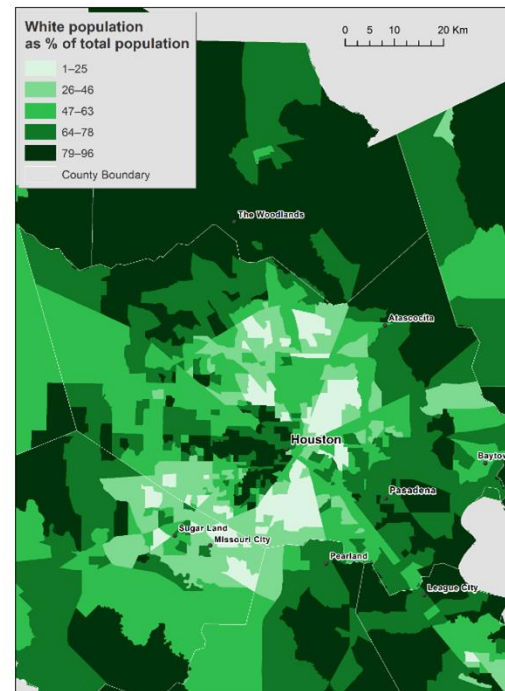 White population
as % of total population
1–25
26–46
47–63
64–78
79–96
County Boundary
0 5 10 20 Km
The Woodlands
Atascocita
Houston
Baytov
Pasadena
Sugar Land
Missouri City
Pearland
League City